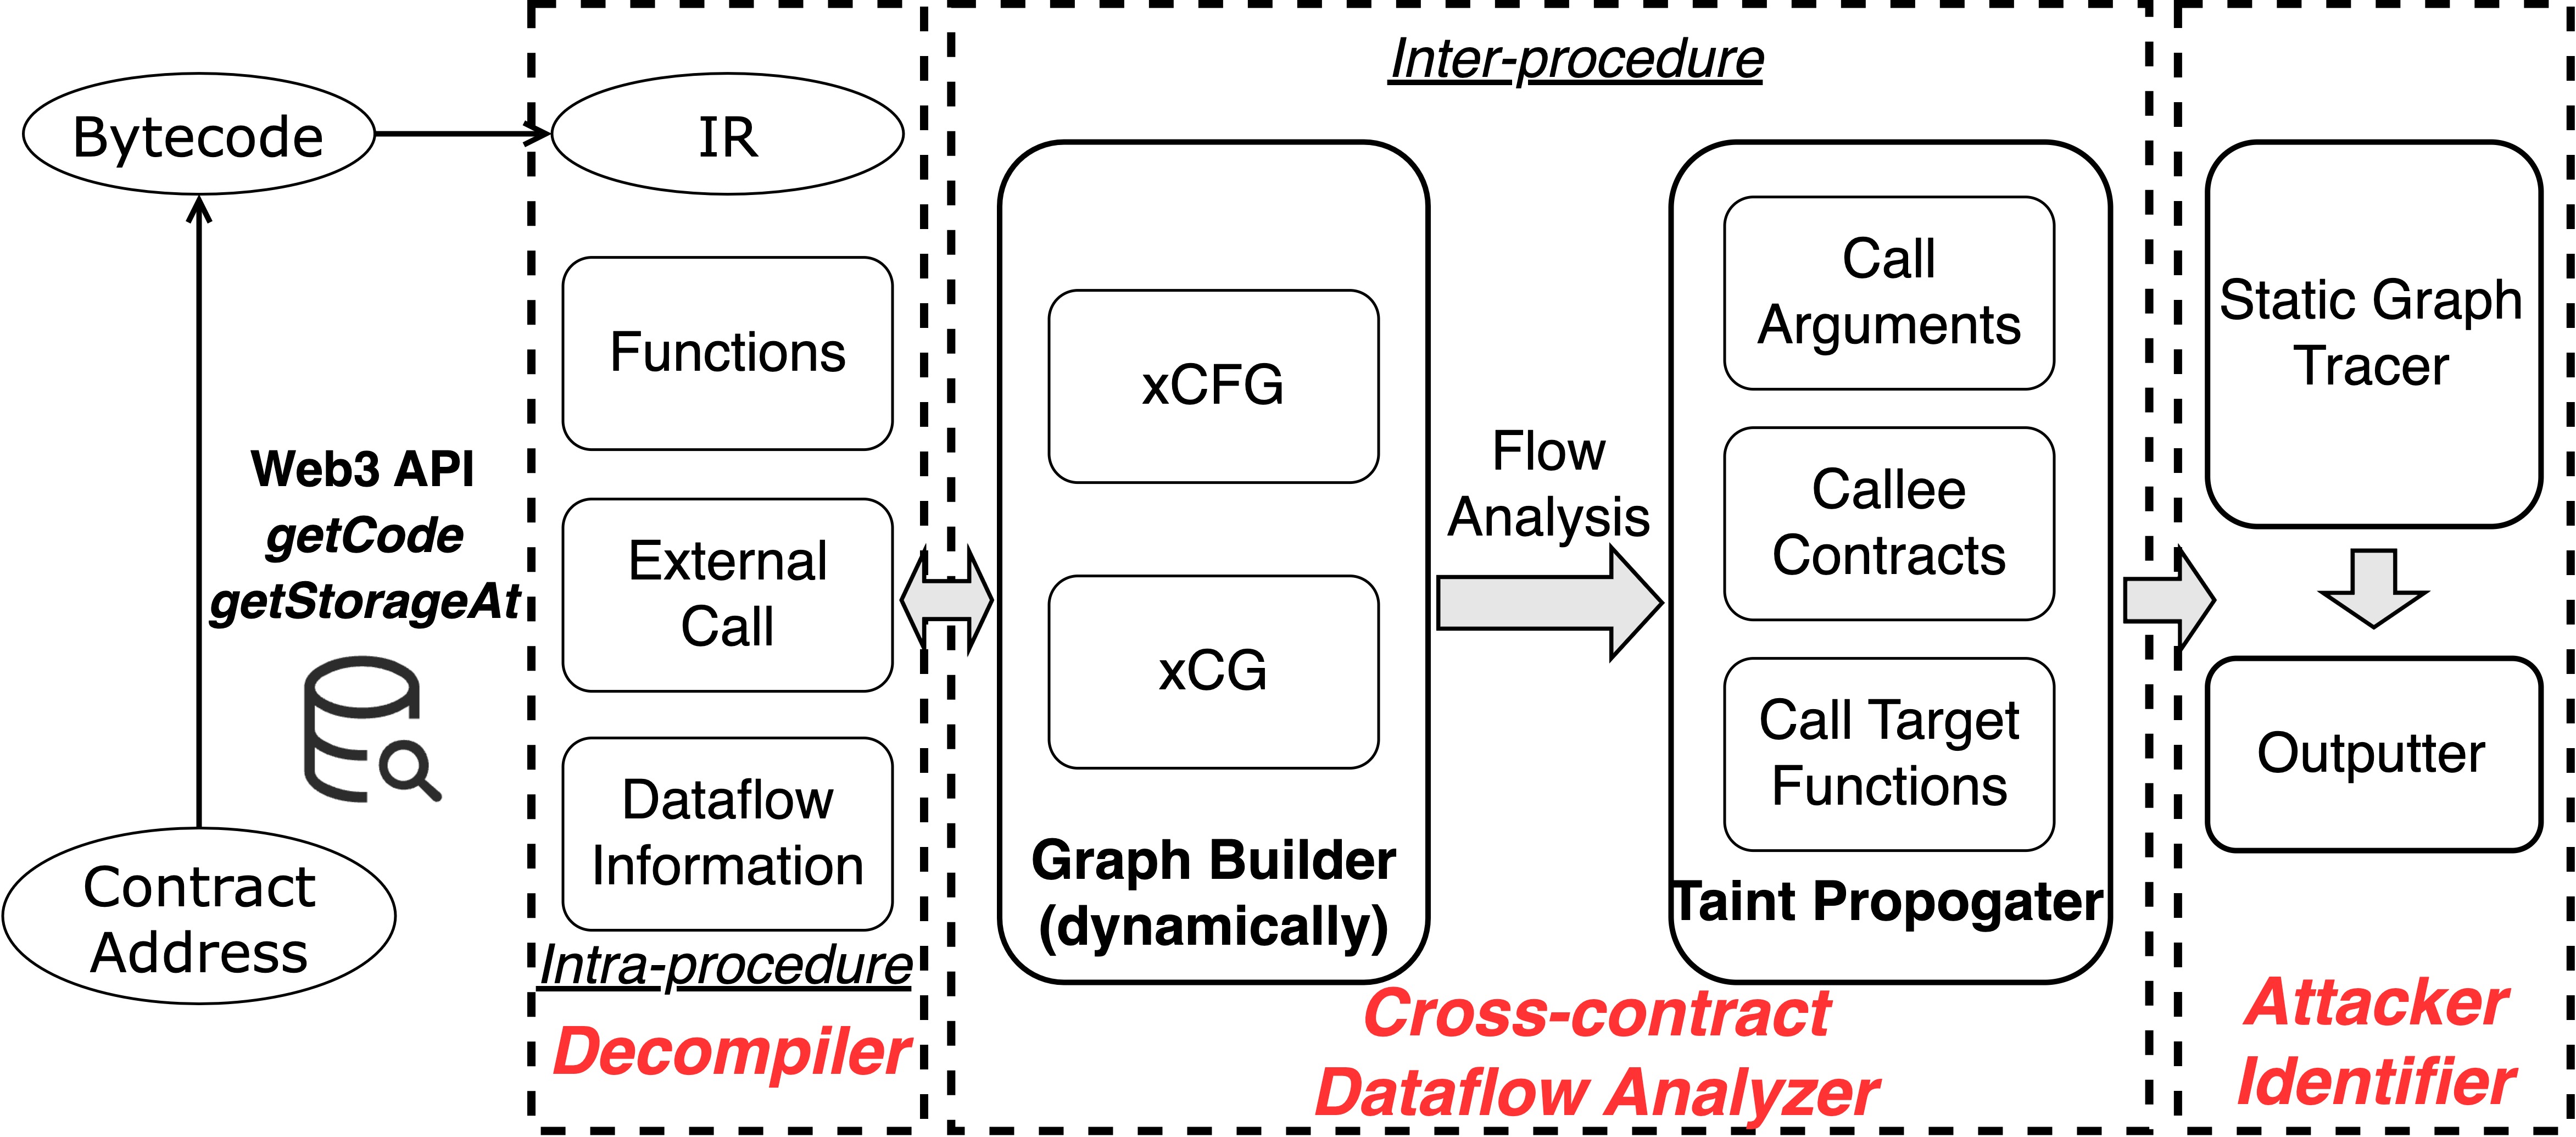 Bytecode
Contract
Address
Web3 API
getCode
getStorageAt
IR
Functions
External
Call
Dataflow
Information
Intra-procedure
Decompiler
Inter-procedure
xCFG
xCG
Graph Builder
(dynamically)
Flow
Analysis
Call
Arguments
Callee
Contracts
Call Target
Functions
Taint Propogater
Cross-contract
Dataflow Analyzer
Static Graph
Tracer
Outputter
Attacker
Identifier